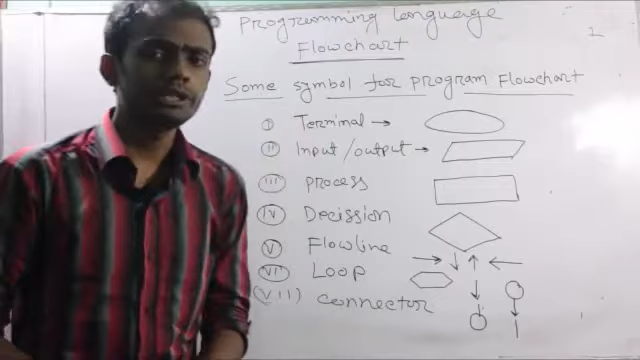 Programming Language
Flowchart
1
Some symbol for program Flowchart
I Terminal →
II Input/output →
III process
IV Decission
V Flowline
VI Loop
(VII) connector